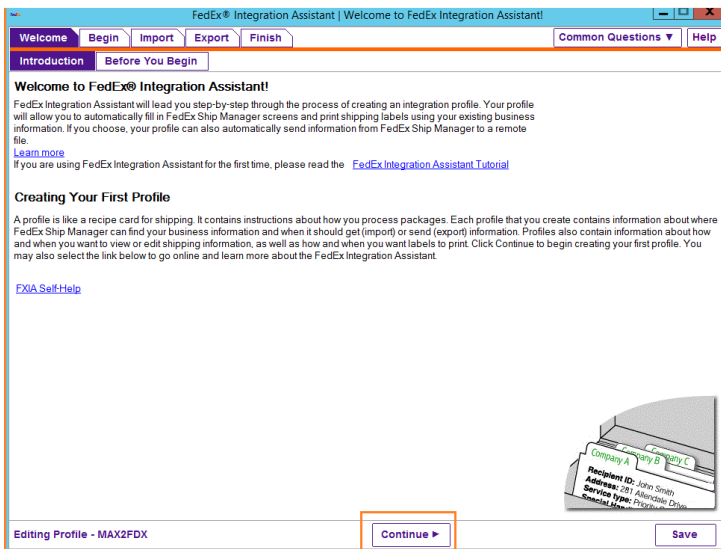 FedEx® Integration Assistant | Welcome to FedEx Integration Assistant!
Welcome Begin Import Export Finish Common Questions ▼ Help
Introduction Before You Begin
Welcome to FedEx® Integration Assistant!
FedEx Integration Assistant will lead you step-by-step through the process of creating an integration profile. Your profile
will allow you to automatically fill in FedEx Ship Manager screens and print shipping labels using your existing business
information. If you choose, your profile can also automatically send information from FedEx Ship Manager to a remote
file.
Learn more
If you are using FedEx Integration Assistant for the first time, please read the FedEx Integration Assistant Tutorial
Creating Your First Profile
A profile is like a recipe card for shipping. It contains instructions about how you process packages. Each profile that you create contains information about where
FedEx Ship Manager can find your business information and when it should get (import) or send (export) information. Profiles also contain information about how
and when you want to view or edit shipping information, as well as how and when you want labels to print. Click Continue to begin creating your first profile. You
may also select the link below to go online and learn more about the FedEx Integration Assistant.
FXIA Self-Help
Company A Company B Company C
Recipient ID: John Smith
Address: 281 Allendale Drive
Service type: Priority
Special
Editing Profile - MAX2FDX Continue ► Save